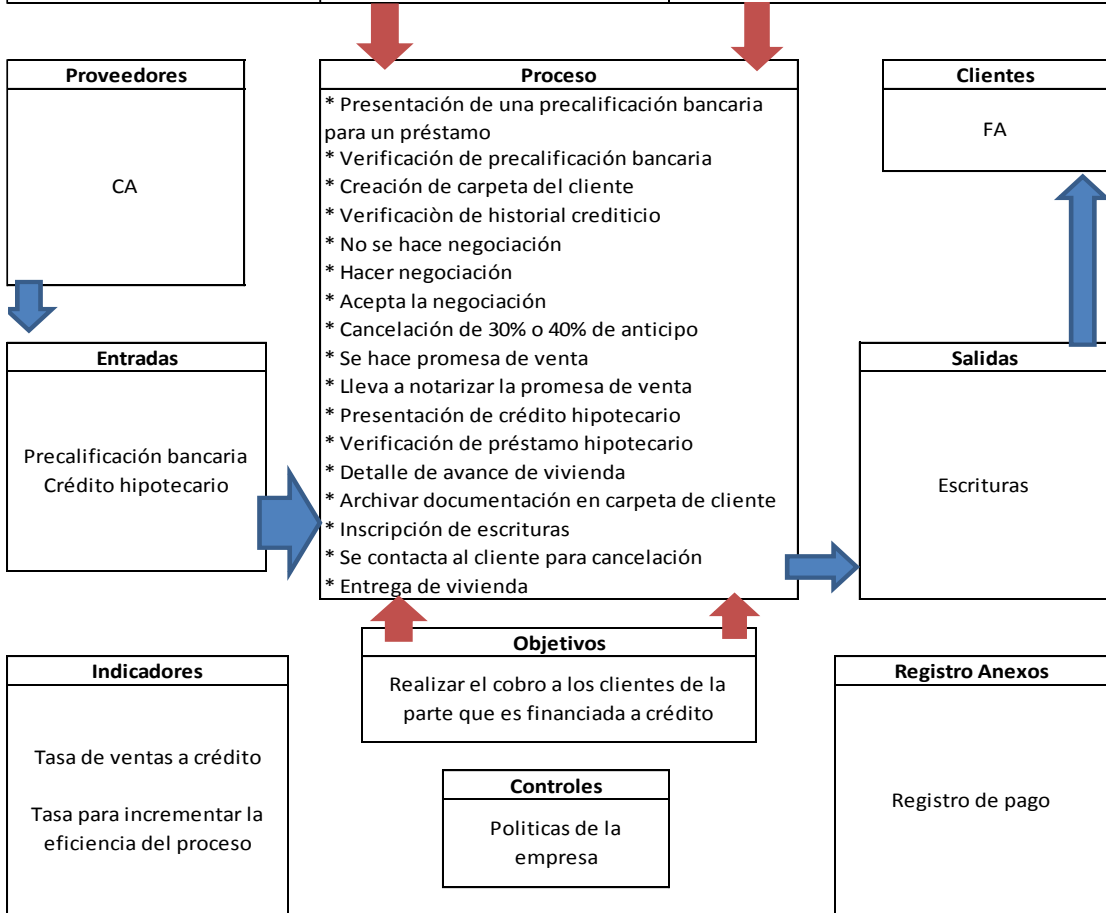 Proveedores
CA
Proceso
* Presentación de una precalificación bancaria
para un préstamo
* Verificación de precalificación bancaria
* Creación de carpeta del cliente
* Verificaciòn de historial crediticio
* No se hace negociación
* Hacer negociación
* Acepta la negociación
* Cancelación de 30% o 40% de anticipo
* Se hace promesa de venta
* Lleva a notarizar la promesa de venta
* Presentación de crédito hipotecario
* Verificación de préstamo hipotecario
* Detalle de avance de vivienda
* Archivar documentación en carpeta de cliente
* Inscripción de escrituras
* Se contacta al cliente para cancelación
* Entrega de vivienda
Clientes
FA
Entradas
Precalificación bancaria
Crédito hipotecario
Salidas
Escrituras
Objetivos
Realizar el cobro a los clientes de la
parte que es financiada a crédito
Indicadores
Tasa de ventas a crédito
Tasa para incrementar la
eficiencia del proceso
Controles
Politicas de la
empresa
Registro Anexos
Registro de pago